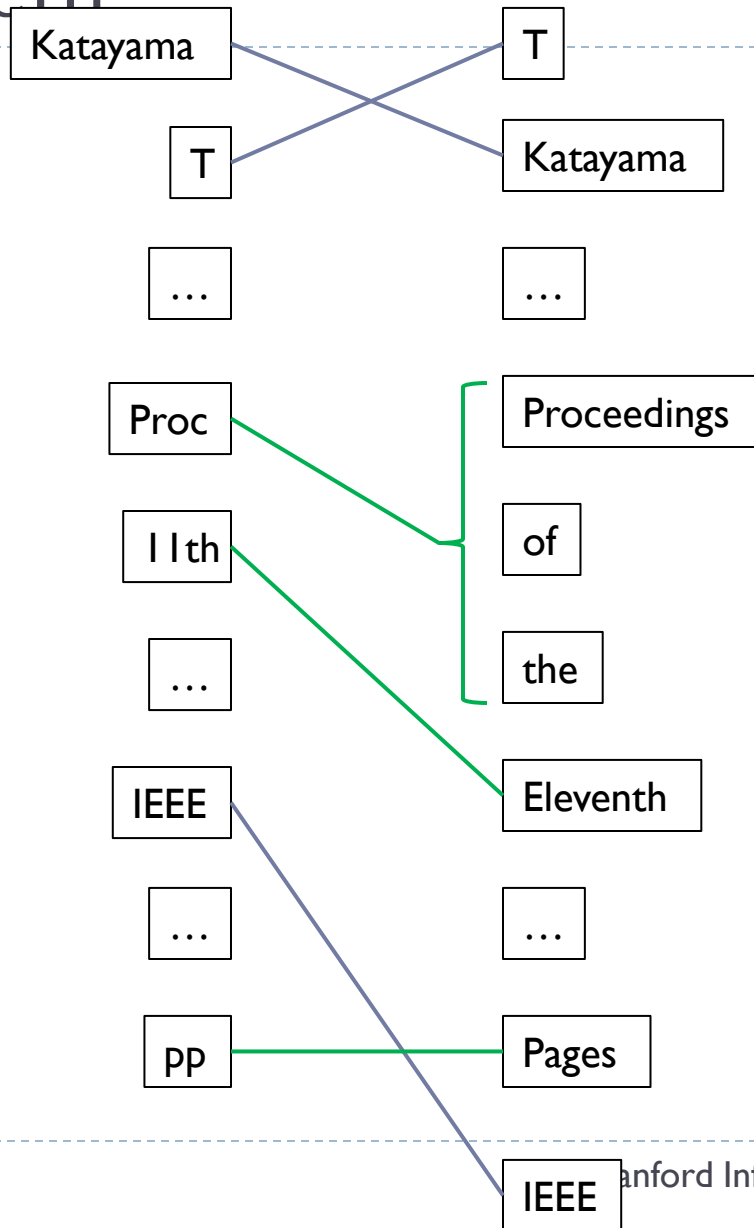 Katayama
T
T
Katayama
…
…
Proc
Proceedings
11th
of
…
the
IEEE
Eleventh
…
…
pp
Pages
IEEE